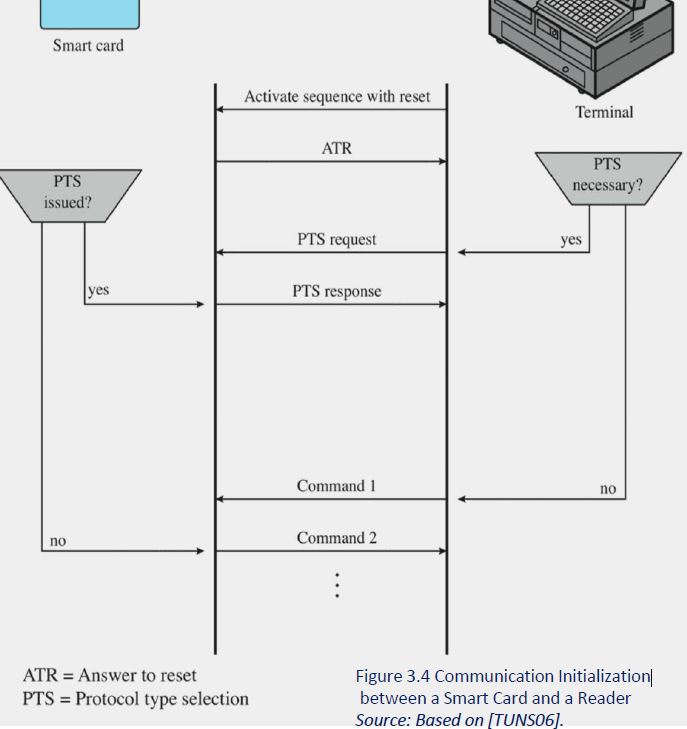 Smart card
Terminal
Activate sequence with reset
ATR
PTS
issued?
PTS
necessary?
PTS request
yes
yes
PTS response
Command 1
no
no
Command 2
ATR = Answer to reset
PTS = Protocol type selection
Figure 3.4 Communication Initialization
between a Smart Card and a Reader
Source: Based on [TUNS06].